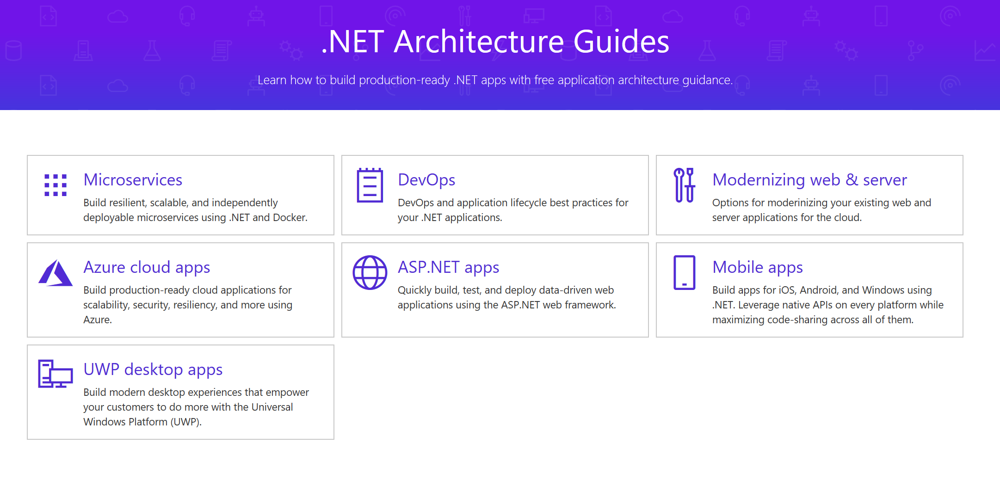 .NET Architecture Guides
Learn how to build production-ready .NET apps with free application architecture guidance.
Microservices
Build resilient, scalable, and independently
deployable microservices using .NET and Docker.
DevOps
DevOps and application lifecycle best practices for
your .NET applications.
Modernizing web & server
Options for moderinizing your existing web and
server applications for the cloud.
Azure cloud apps
Build production-ready cloud applications for
scalability, security, resiliency, and more using
Azure.
ASP.NET apps
Quickly build, test, and deploy data-driven web
applications using the ASP.NET web framework.
Mobile apps
Build apps for iOS, Android, and Windows using
.NET. Leverage native APIs on every platform while
maximizing code-sharing across all of them.
UWP desktop apps
Build modern desktop experiences that empower
your customers to do more with the Universal
Windows Platform (UWP).